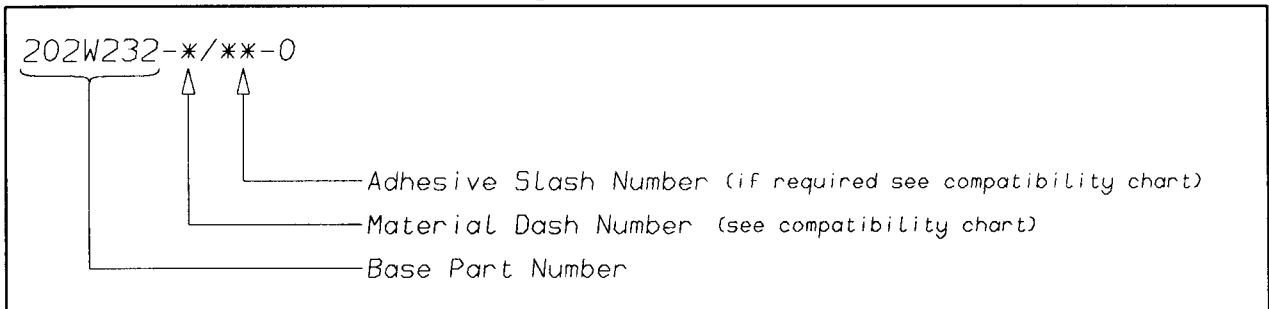 202W232-*/**-0
Adhesive Slash Number (if required see compatibility chart)
Material Dash Number (see compatibility chart)
Base Part Number